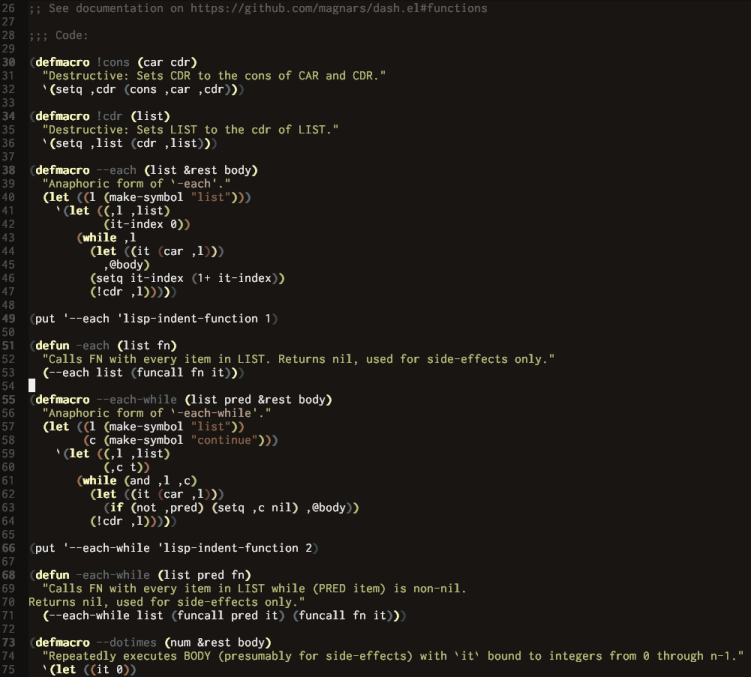 26 ;; See documentation on https://github.com/magnars/dash.el#functions
27
28 ;;; Code:
29
30 (defmacro !cons (car cdr)
31   "Destructive: Sets CDR to the cons of CAR and CDR."
32   `(setq ,cdr (cons ,car ,cdr)))
33
34 (defmacro !cdr (list)
35   "Destructive: Sets LIST to the cdr of LIST."
36   `(setq ,list (cdr ,list)))
37
38 (defmacro --each (list &rest body)
39   "Anaphoric form of `-each'."
40   (let ((l (make-symbol "list")))
41     `(let ((,l ,list)
42            (it-index 0))
43        (while ,l
44          (let ((it (car ,l)))
45            ,@body)
46          (setq it-index (1+ it-index))
47          (!cdr ,l)))))
48
49 (put '--each 'lisp-indent-function 1)
50
51 (defun -each (list fn)
52   "Calls FN with every item in LIST. Returns nil, used for side-effects only."
53   (--each list (funcall fn it)))
54
55 (defmacro --each-while (list pred &rest body)
56   "Anaphoric form of `-each-while'."
57   (let ((l (make-symbol "list"))
58         (c (make-symbol "continue")))
59     `(let ((,l ,list)
60            (,c t))
61        (while (and ,l ,c)
62          (let ((it (car ,l)))
63            (if (not ,pred) (setq ,c nil) ,@body))
64          (!cdr ,l)))))
65
66 (put '--each-while 'lisp-indent-function 2)
67
68 (defun -each-while (list pred fn)
69   "Calls FN with every item in LIST while (PRED item) is non-nil.
70 Returns nil, used for side-effects only."
71   (--each-while list (funcall pred it) (funcall fn it)))
72
73 (defmacro --dotimes (num &rest body)
74   "Repeatedly executes BODY (presumably for side-effects) with `it` bound to integers from 0 through n-1."
75   `(let ((it 0))